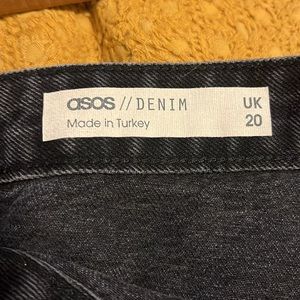 asos // DENIM UK
Made in Turkey 20